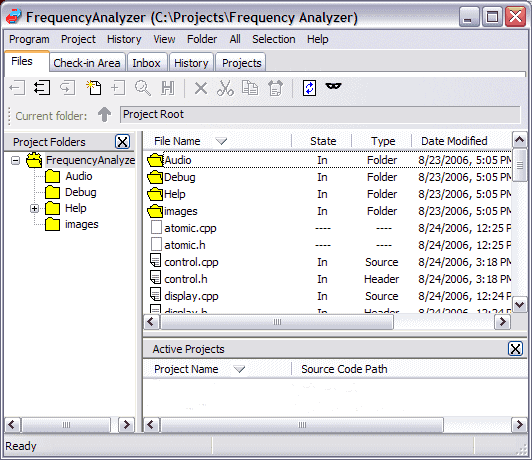 FrequencyAnalyzer (C:\Projects\Frequency Analyzer)
Program Project History View Folder All Selection Help
Files Check-in Area Inbox History Projects
Current folder: Project Root
Project Folders
FrequencyAnalyze
Audio
Debug
Help
images
File Name State Type Date Modified
Audio In Folder 8/23/2006, 5:05 PM
Debug In Folder 8/23/2006, 5:05 PM
Help In Folder 8/23/2006, 5:05 PM
images In Folder 8/23/2006, 5:05 PM
atomic.cpp ---- ---- 8/24/2006, 12:25 P
atomic.h ---- ---- 8/24/2006, 12:25 P
control.cpp In Source 8/24/2006, 3:18 PM
control.h In Header 8/24/2006, 3:18 PM
display.cpp In Source 8/24/2006, 12:24 P
display.h In Header 8/24/2006, 12:24 P
Active Projects
Project Name Source Code Path
Ready